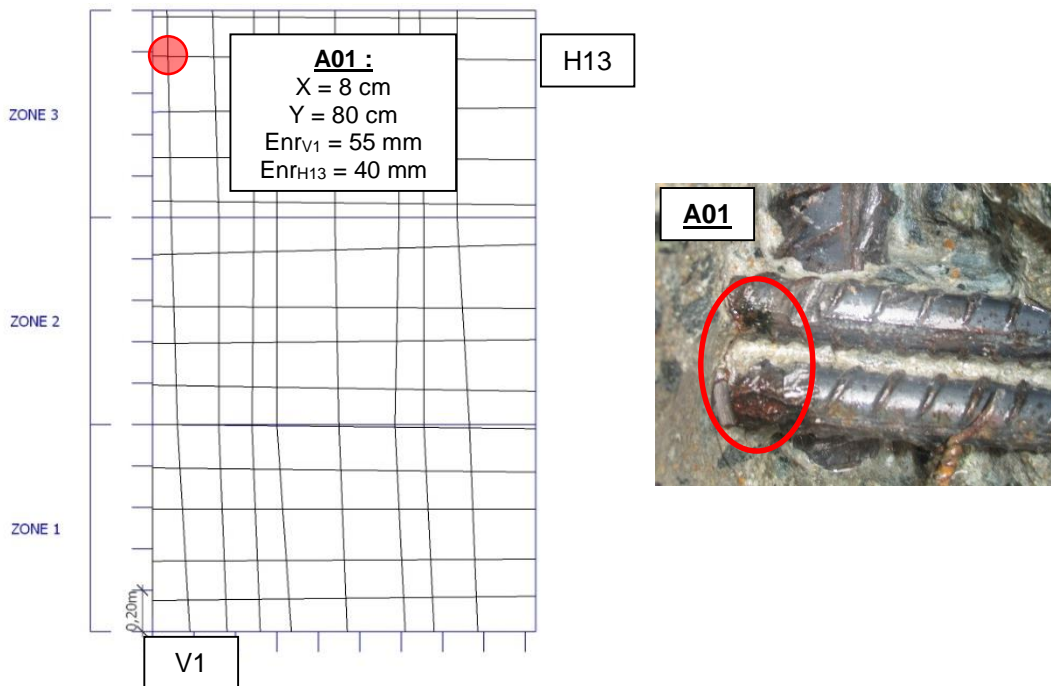 A01 :
X = 8 cm
Y = 80 cm
EnrV1 = 55 mm
EnrH13 = 40 mm
H13
ZONE 3
A01
ZONE 2
ZONE 1
0,20m
V1